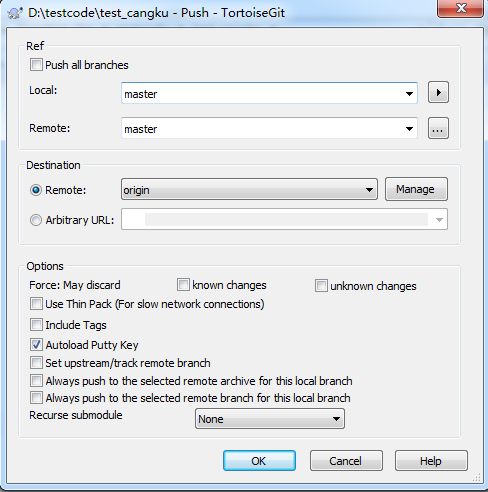 D:\testcode\test_cangku - Push - TortoiseGit
Ref
Push all branches
Local:
master
Remote:
master
...
Destination
Remote:
origin
Manage
Arbitrary URL:
Options
Force: May discard
known changes
unknown changes
Use Thin Pack (For slow network connections)
Include Tags
Autoload Putty Key
Set upstream/track remote branch
Always push to the selected remote archive for this local branch
Always push to the selected remote branch for this local branch
Recurse submodule
None
OK
Cancel
Help